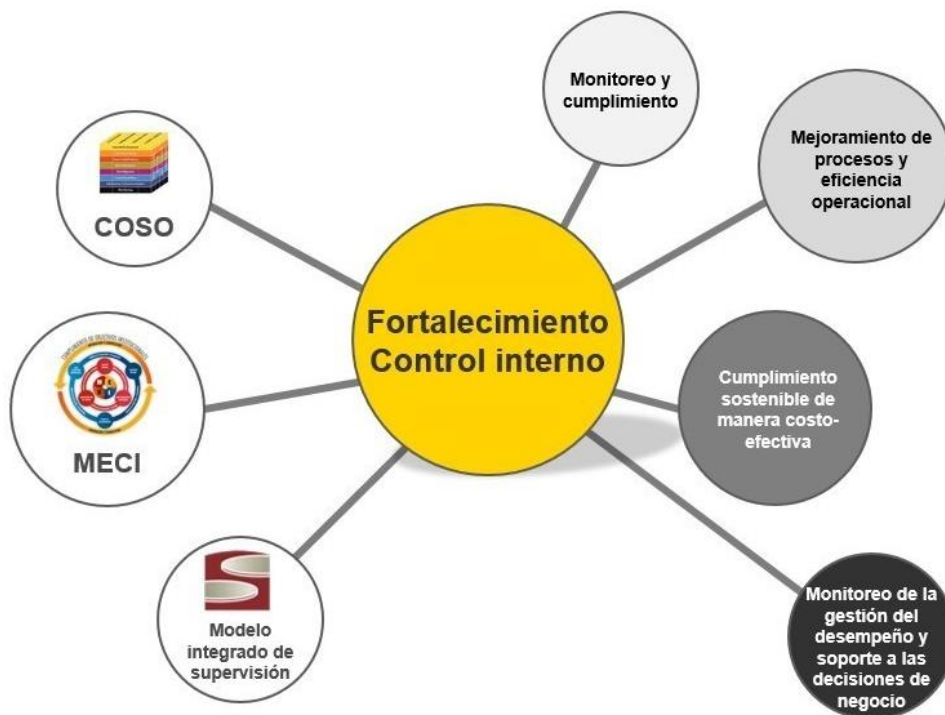 Monitoreo y
cumplimiento
Mejoramiento de
procesos y
eficiencia
operacional
COSO
Fortalecimiento
Control interno
Cumplimiento
sostenible de
manera costo-
efectiva
MECI
Modelo
integrado de
supervisión
Monitoreo de la
gestión del
desempeño y
soporte a las
decisiones de
negocio